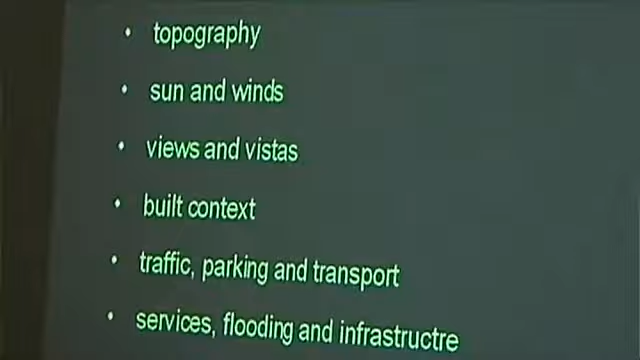 • topography
• sun and winds
• views and vistas
• built context
• traffic, parking and transport
• services, flooding and infrastructre